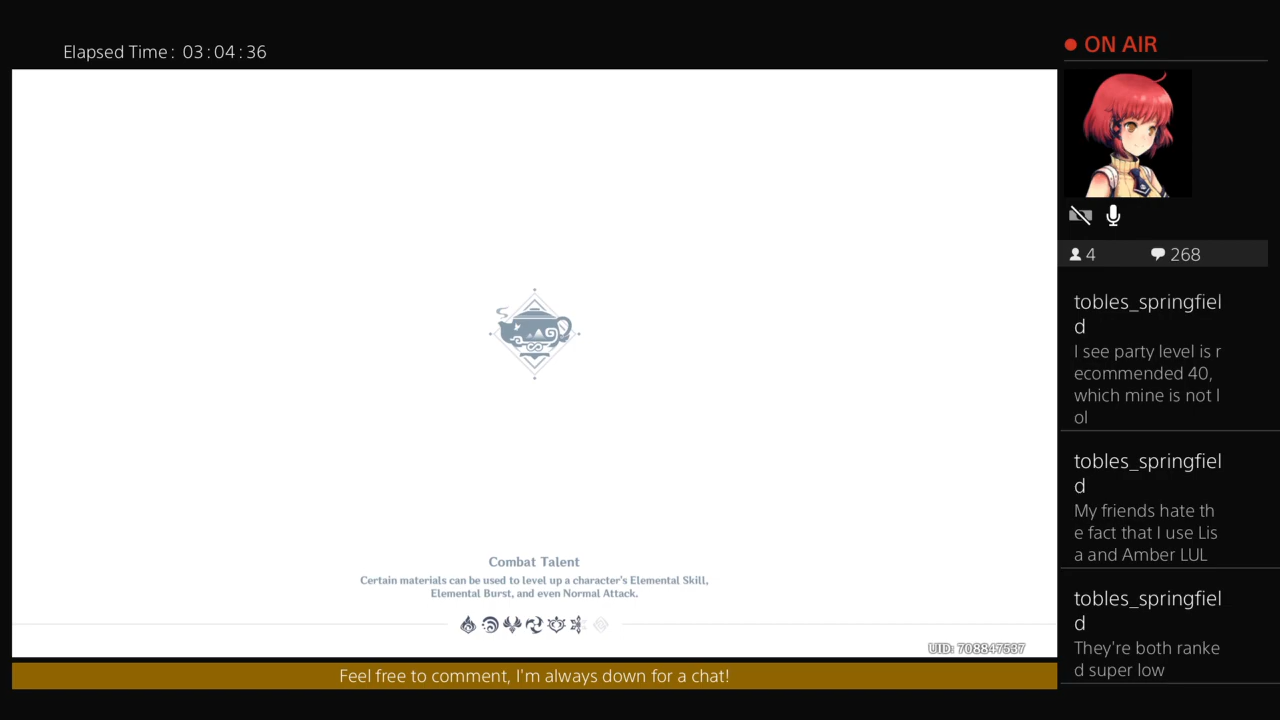 Elapsed Time: 03:04:36
ON AIR
4
268
tobles_springfiel
d
I see party level is r
ecommended 40,
which mine is not l
ol
tobles_springfiel
d
My friends hate th
e fact that I use Lis
a and Amber LUL
tobles_springfiel
d
They're both ranke
d super low
Combat Talent
Certain materials can be used to level up a character's Elemental Skill,
Elemental Burst, and even Normal Attack.
UID: 708847537
Feel free to comment, I'm always down for a chat!